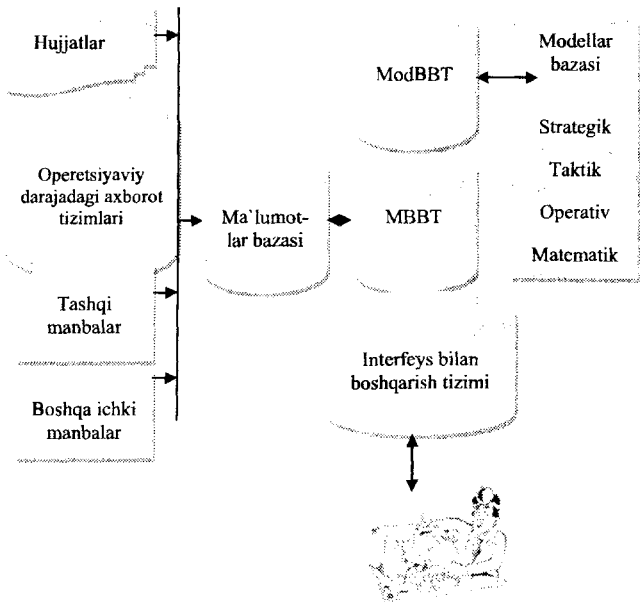 Hujjatlar
Operetsiyaviy
darajadagi axborot
tizimlari
Tashqi
manbalar
Boshqa ichki
manbalar
Ma`lumot-
lar bazasi
ModBBT
MBBT
Interfeys bilan
boshqarish tizimi
Modellar
bazasi
Strategik
Taktik
Operativ
Matematik